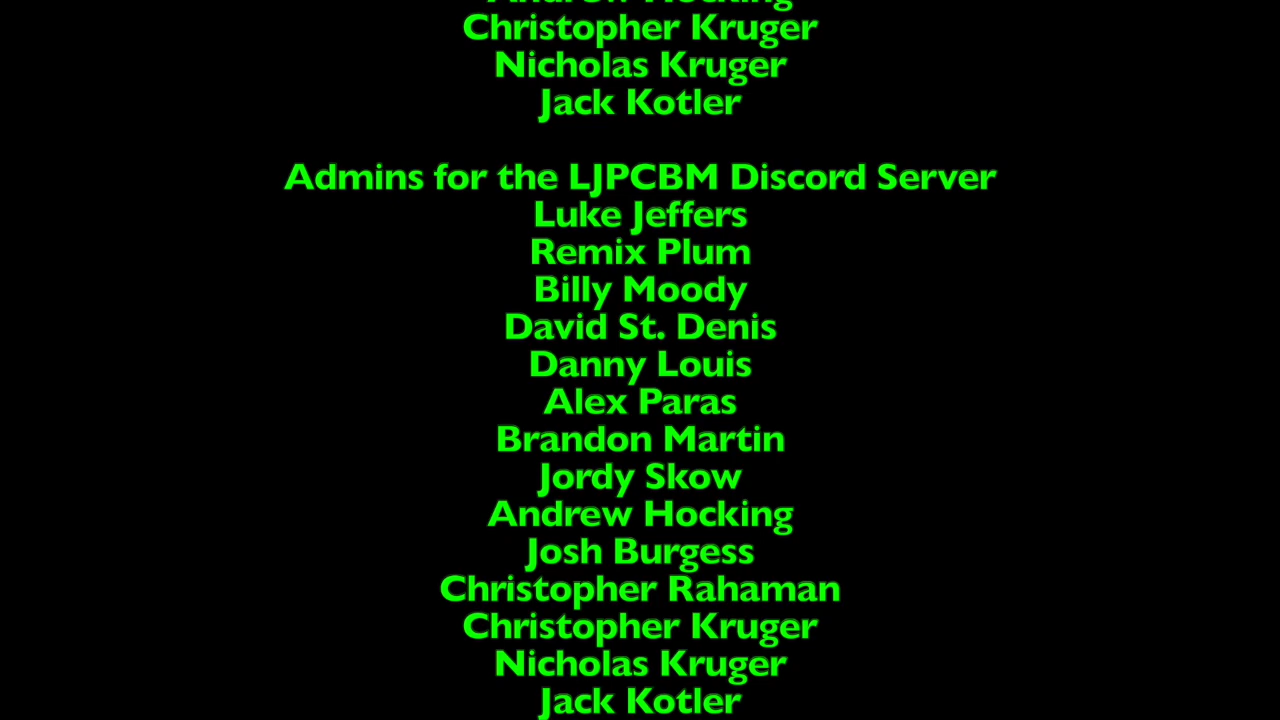 Andrew Hocking
Christopher Kruger
Nicholas Kruger
Jack Kotler
Admins for the LJPCBM Discord Server
Luke Jeffers
Remix Plum
Billy Moody
David St. Denis
Danny Louis
Alex Paras
Brandon Martin
Jordy Skow
Andrew Hocking
Josh Burgess
Christopher Rahaman
Christopher Kruger
Nicholas Kruger
Jack Kotler